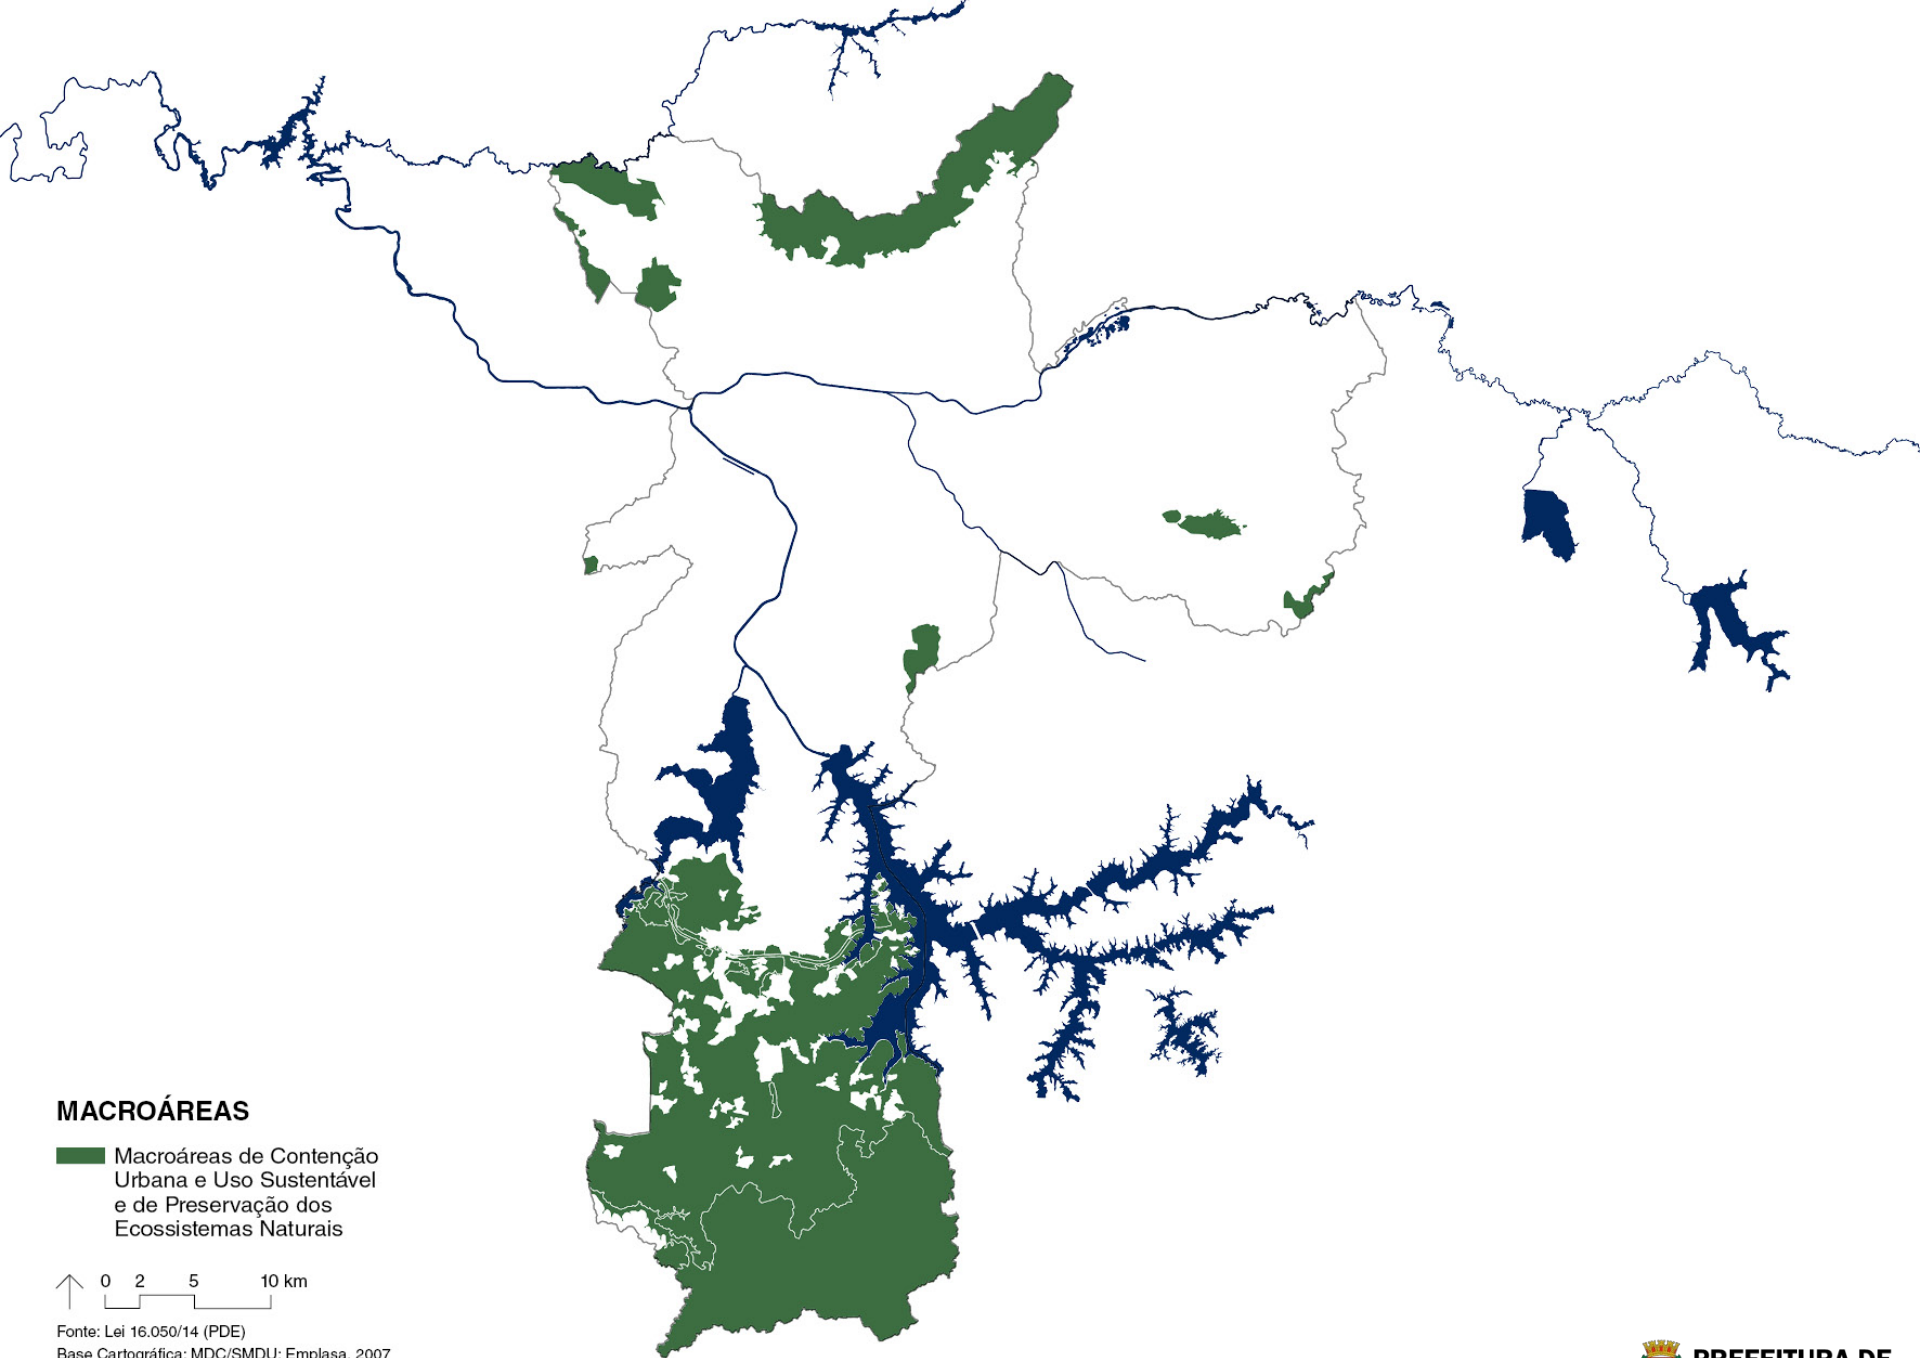 MACROÁREAS
Macroáreas de Contenção
Urbana e Uso Sustentável
e de Preservação dos
Ecossistemas Naturais
0 2 5 10 km
Fonte: Lei 16.050/14 (PDE)
Base Cartográfica: MDC/SMDU; Emplasa, 2007
PREFEITURA DE